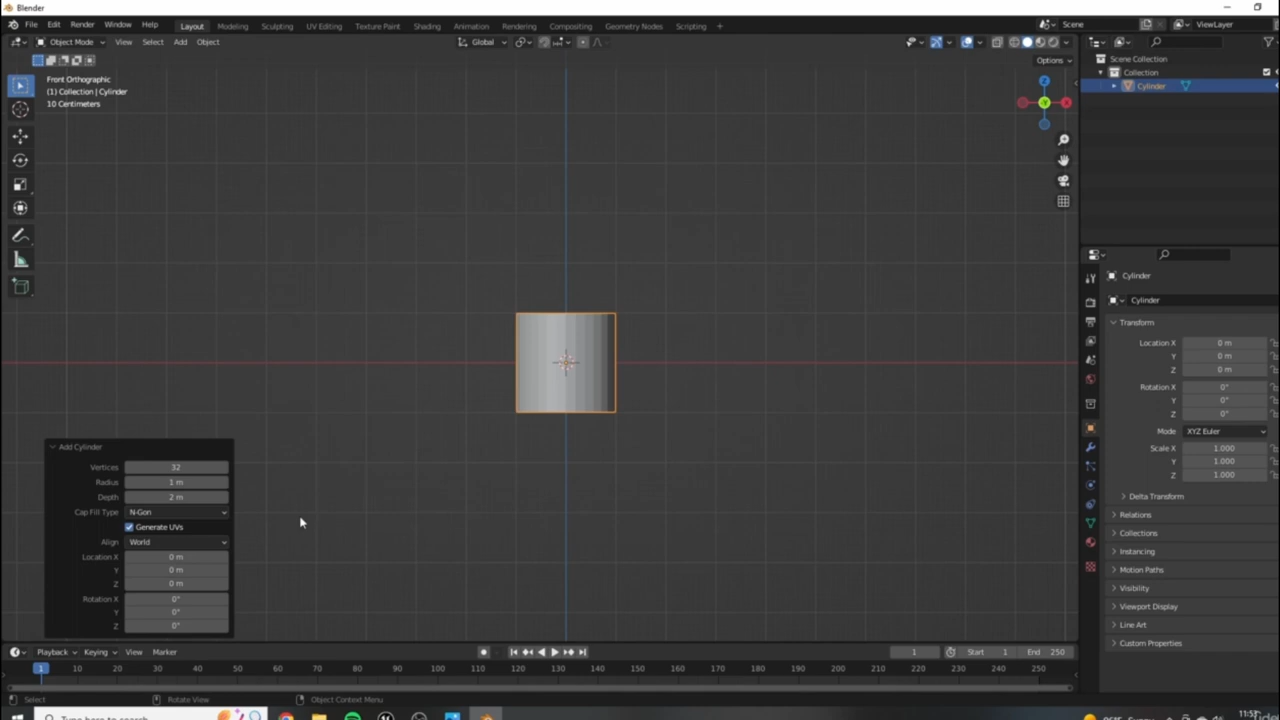 Blender
File Edit Render Window Help Layout Modeling Sculpting UV Editing Texture Paint Shading Animation Rendering Compositing Geometry Nodes Scripting + Scene ViewLayer
Object Mode View Select Add Object Global
Options
Front Orthographic
(1) Collection | Cylinder
10 Centimeters
Z
Y
X
Scene Collection
Collection
Cylinder
Cylinder
Cylinder
Transform
Location X 0 m
Y 0 m
Z 0 m
Rotation X 0°
Y 0°
Z 0°
Mode XYZ Euler
Scale X 1.000
Y 1.000
Z 1.000
Delta Transform
Relations
Collections
Instancing
Motion Paths
Visibility
Viewport Display
Line Art
Custom Properties
Add Cylinder
Vertices 32
Radius 1 m
Depth 2 m
Cap Fill Type N-Gon
Generate UVs
Align World
Location X 0 m
Y 0 m
Z 0 m
Rotation X 0°
Y 0°
Z 0°
Playback Keying View Marker 1 Start 1 End 250
1 10 20 30 40 50 60 70 80 90 100 110 120 130 140 150 160 170 180 190 200 210 220 230 240 250
Select Rotate View Object Context Menu
Type here to search